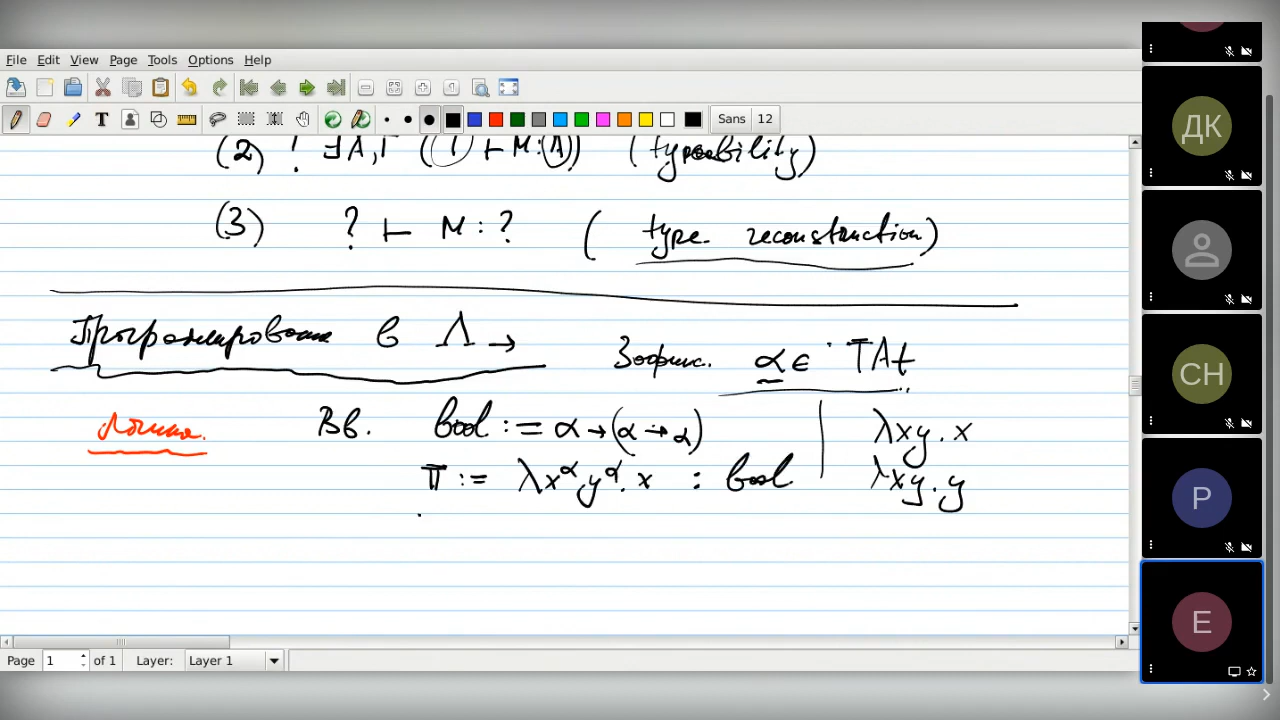 File Edit View Page Tools Options Help
Sans 12
(2) ! ∃A,Γ (Γ ⊢ M:A) (typeability)
(3) ? ⊢ M : ? ( type reconstruction)
Программирование в Λ→
Зафикс. α ∈ TAt
Логика. Вв. bool := α→(α→α) | λxy.x
T := λx^α y^α. x : bool | λxy.y
ДК
СН
Р
Е
Page 1 of 1 Layer: Layer 1